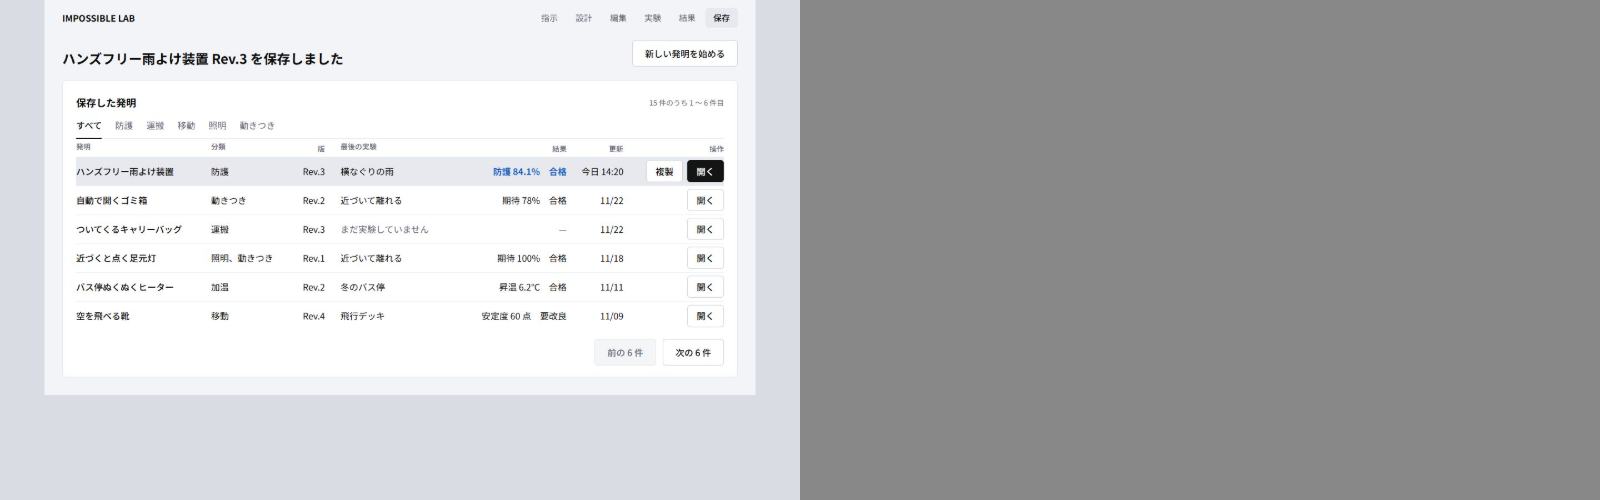 IMPOSSIBLE LAB 指示 設計 編集 実験 結果 保存
ハンズフリー雨よけ装置 Rev.3 を保存しました 新しい発明を始める
保存した発明 15 件のうち 1 〜 6 件目
すべて 防護 運搬 移動 照明 動きつき
発明 分類 版 最後の実験 結果 更新 操作
ハンズフリー雨よけ装置 防護 Rev.3 横なぐりの雨 防護 84.1% 合格 今日 14:20 複製 開く
自動で開くゴミ箱 動きつき Rev.2 近づいて離れる 期待 78% 合格 11/22 開く
ついてくるキャリーバッグ 運搬 Rev.3 まだ実験していません — 11/22 開く
近づくと点く足元灯 照明、動きつき Rev.1 近づいて離れる 期待 100% 合格 11/18 開く
バス停ぬくぬくヒーター 加温 Rev.2 冬のバス停 昇温 6.2℃ 合格 11/11 開く
空を飛べる靴 移動 Rev.4 飛行デッキ 安定度 60 点 要改良 11/09 開く
前の 6 件 次の 6 件